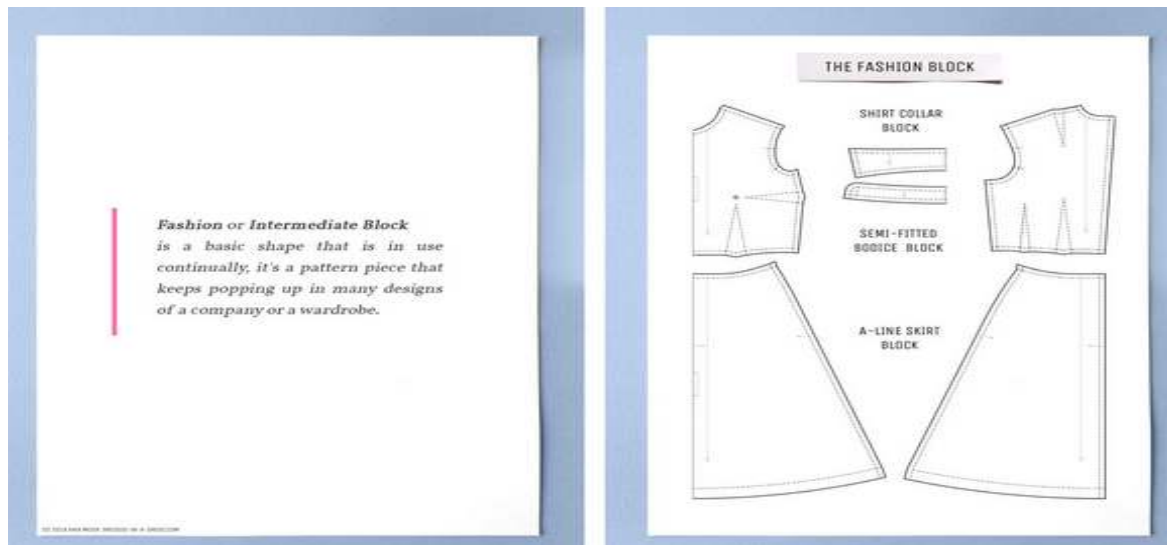 Fashion or Intermediate Block
is a basic shape that is in use
continually, it's a pattern piece that
keeps popping up in many designs
of a company or a wardrobe.
THE FASHION BLOCK
SHIRT COLLAR
BLOCK
SEMI-FITTED
BODICE BLOCK
A-LINE SKIRT
BLOCK